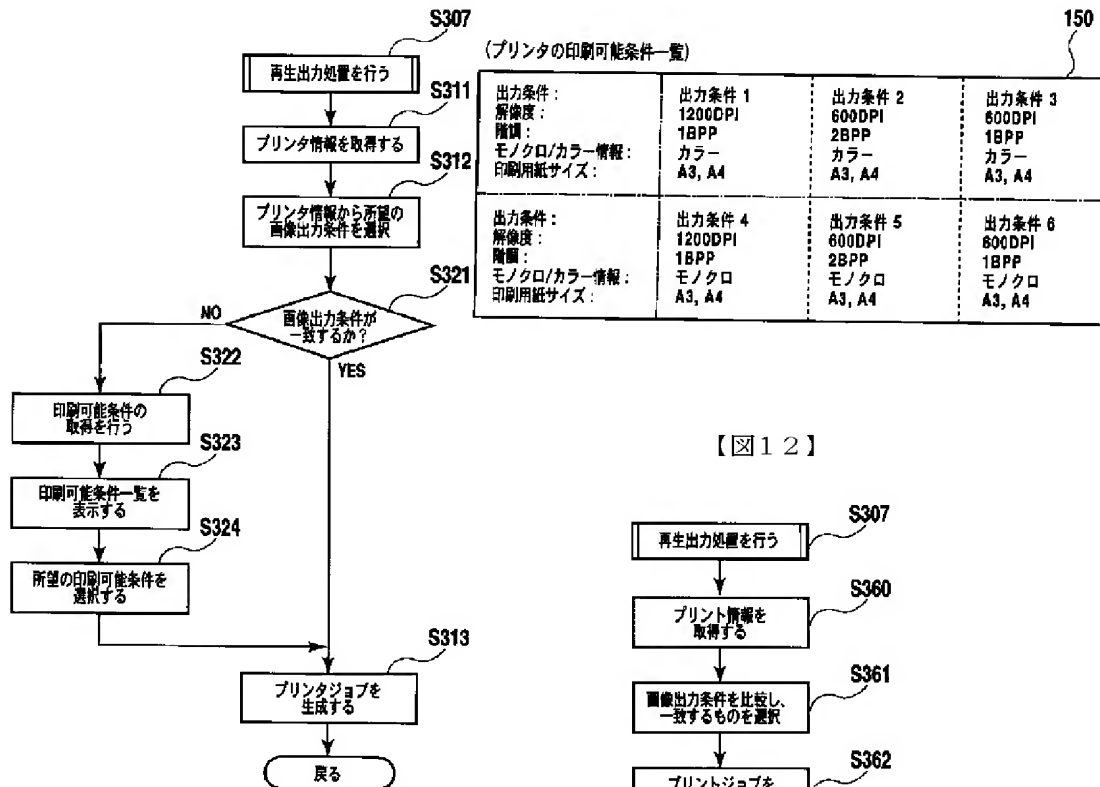 S307
再生出力処置を行う
S311
プリンタ情報を取得する
S312
プリンタ情報から所望の
画像出力条件を選択
S321
画像出力条件が
一致するか？
NO
YES
S322
印刷可能条件の
取得を行う
S323
印刷可能条件一覧を
表示する
S324
所望の印刷可能条件を
選択する
S313
プリンタジョブを
生成する
戻る
150
(プリンタの印刷可能条件一覧)
出力条件： 出力条件 1 出力条件 2 出力条件 3
解像度： 1200DPI 600DPI 600DPI
階調： 1BPP 2BPP 1BPP
モノクロ/カラー情報： カラー カラー カラー
印刷用紙サイズ： A3, A4 A3, A4 A3, A4
出力条件： 出力条件 4 出力条件 5 出力条件 6
解像度： 1200DPI 600DPI 600DPI
階調： 1BPP 2BPP 1BPP
モノクロ/カラー情報： モノクロ モノクロ モノクロ
印刷用紙サイズ： A3, A4 A3, A4 A3, A4
【図１２】
S307
再生出力処置を行う
S360
プリント情報を
取得する
S361
画像出力条件を比較し、
一致するものを選択
S362
プリントジョブを